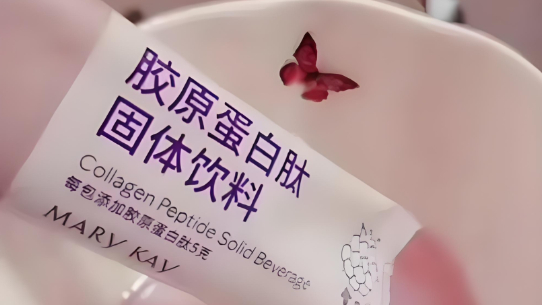 胶原蛋白肽
固体饮料
Collagen Peptide Solid Beverage
每包添加胶原蛋白肽5克
MARY KAY